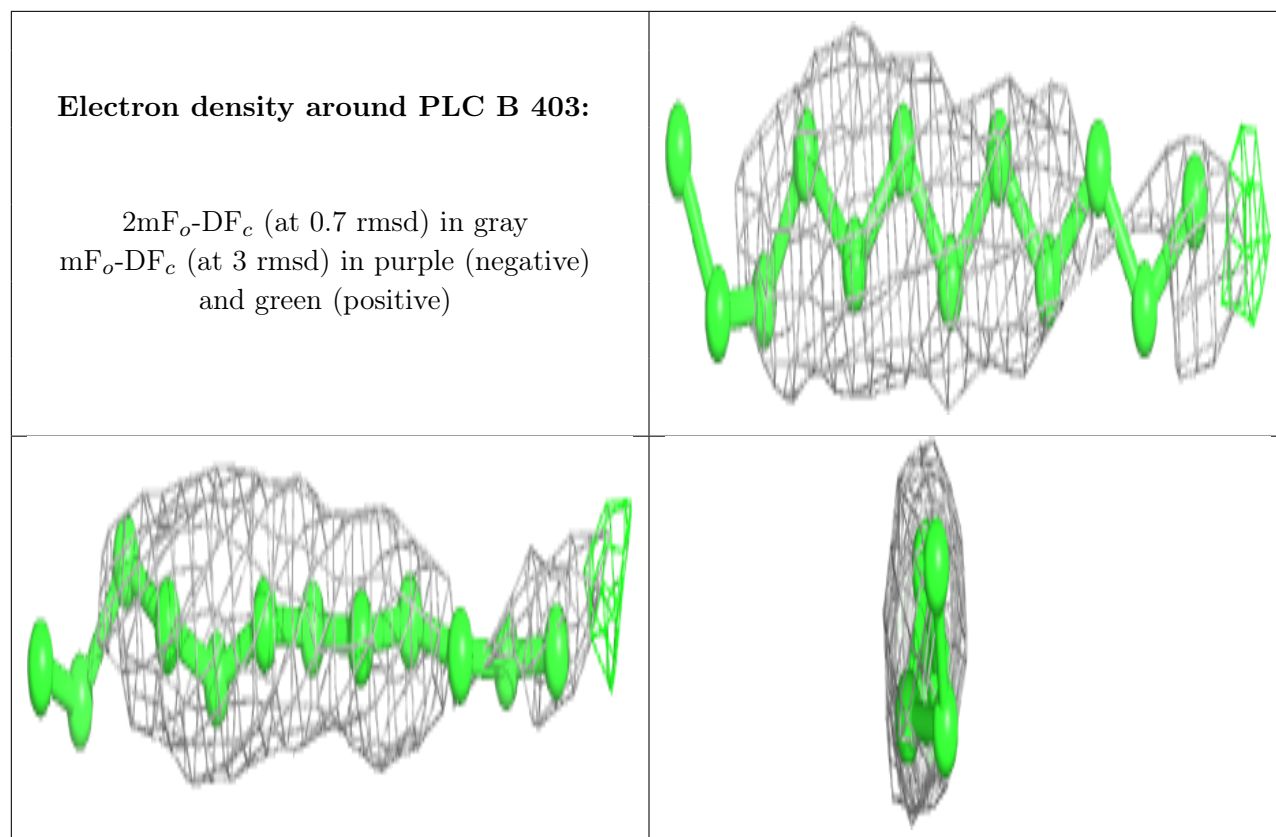 Electron density around PLC B 403:
2mFo-DFc (at 0.7 rmsd) in gray
mFo-DFc (at 3 rmsd) in purple (negative)
and green (positive)